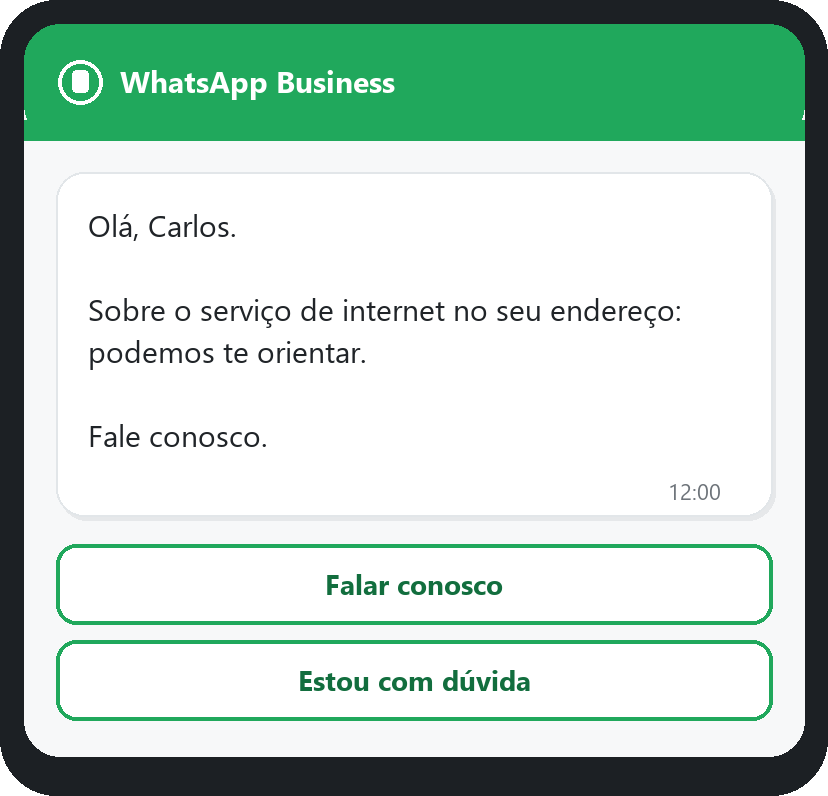 WhatsApp Business
Olá, Carlos.
Sobre o serviço de internet no seu endereço:
podemos te orientar.
Fale conosco.
12:00
Falar conosco
Estou com dúvida